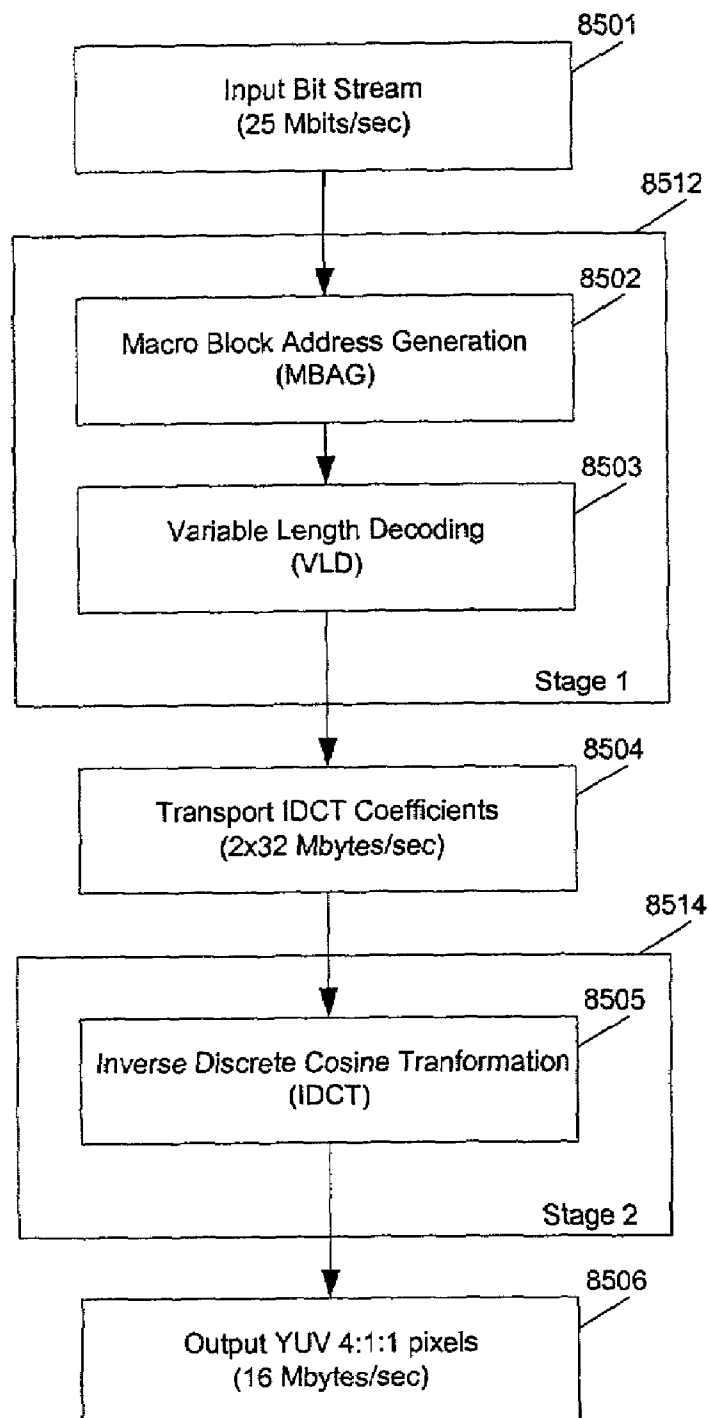 8501
Input Bit Stream
(25 Mbits/sec)
8512
8502
Macro Block Address Generation
(MBAG)
8503
Variable Length Decoding
(VLD)
Stage 1
8504
Transport IDCT Coefficients
(2x32 Mbytes/sec)
8514
8505
Inverse Discrete Cosine Tranformation
(IDCT)
Stage 2
8506
Output YUV 4:1:1 pixels
(16 Mbytes/sec)